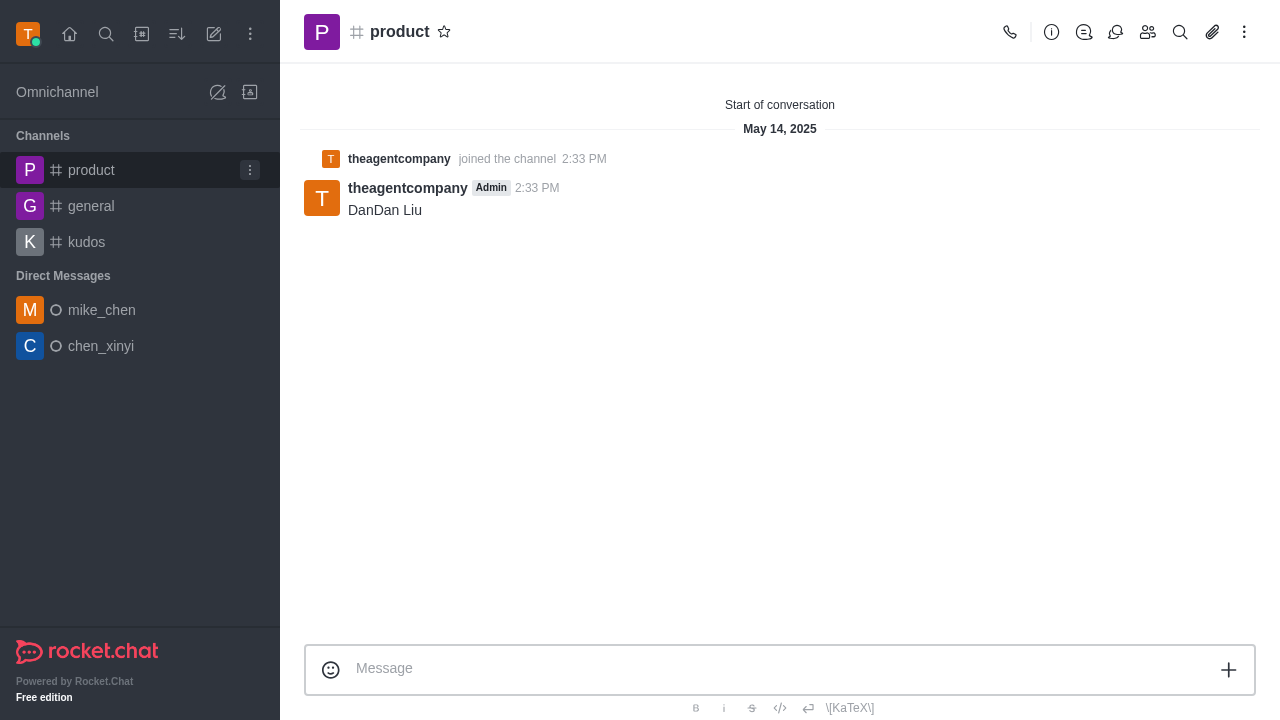 T
Omnichannel
Channels
P product
G general
K kudos
Direct Messages
M mike_chen
C chen_xinyi
rocket.chat
Powered by Rocket.Chat
Free edition
P product
Start of conversation
May 14, 2025
T theagentcompany joined the channel 2:33 PM
T theagentcompany Admin 2:33 PM
DanDan Liu
Message
B i S \[KaTeX\]